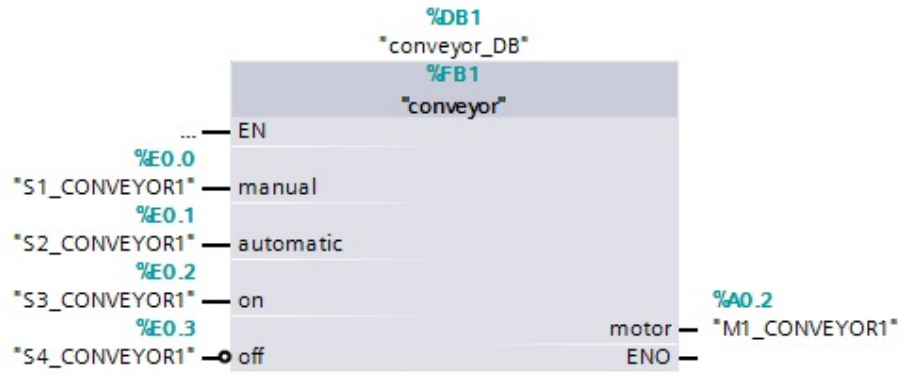 %DB1
"conveyor_DB"
%FB1
"conveyor"
... EN
%E0.0
"S1_CONVEYOR1" manual
%E0.1
"S2_CONVEYOR1" automatic
%E0.2
"S3_CONVEYOR1" on
%E0.3
"S4_CONVEYOR1" off
%A0.2
motor "M1_CONVEYOR1"
ENO